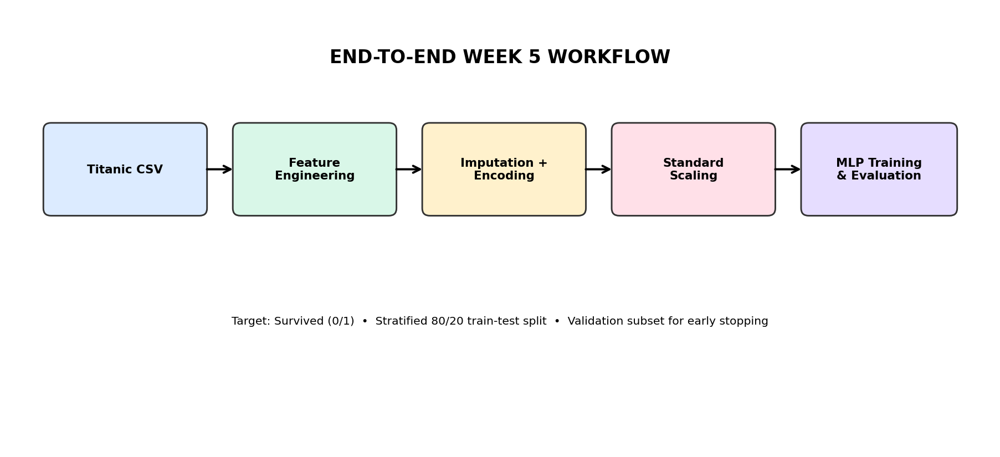 END-TO-END WEEK 5 WORKFLOW
Titanic CSV
Feature
Engineering
Imputation +
Encoding
Standard
Scaling
MLP Training
& Evaluation
Target: Survived (0/1) • Stratified 80/20 train-test split • Validation subset for early stopping